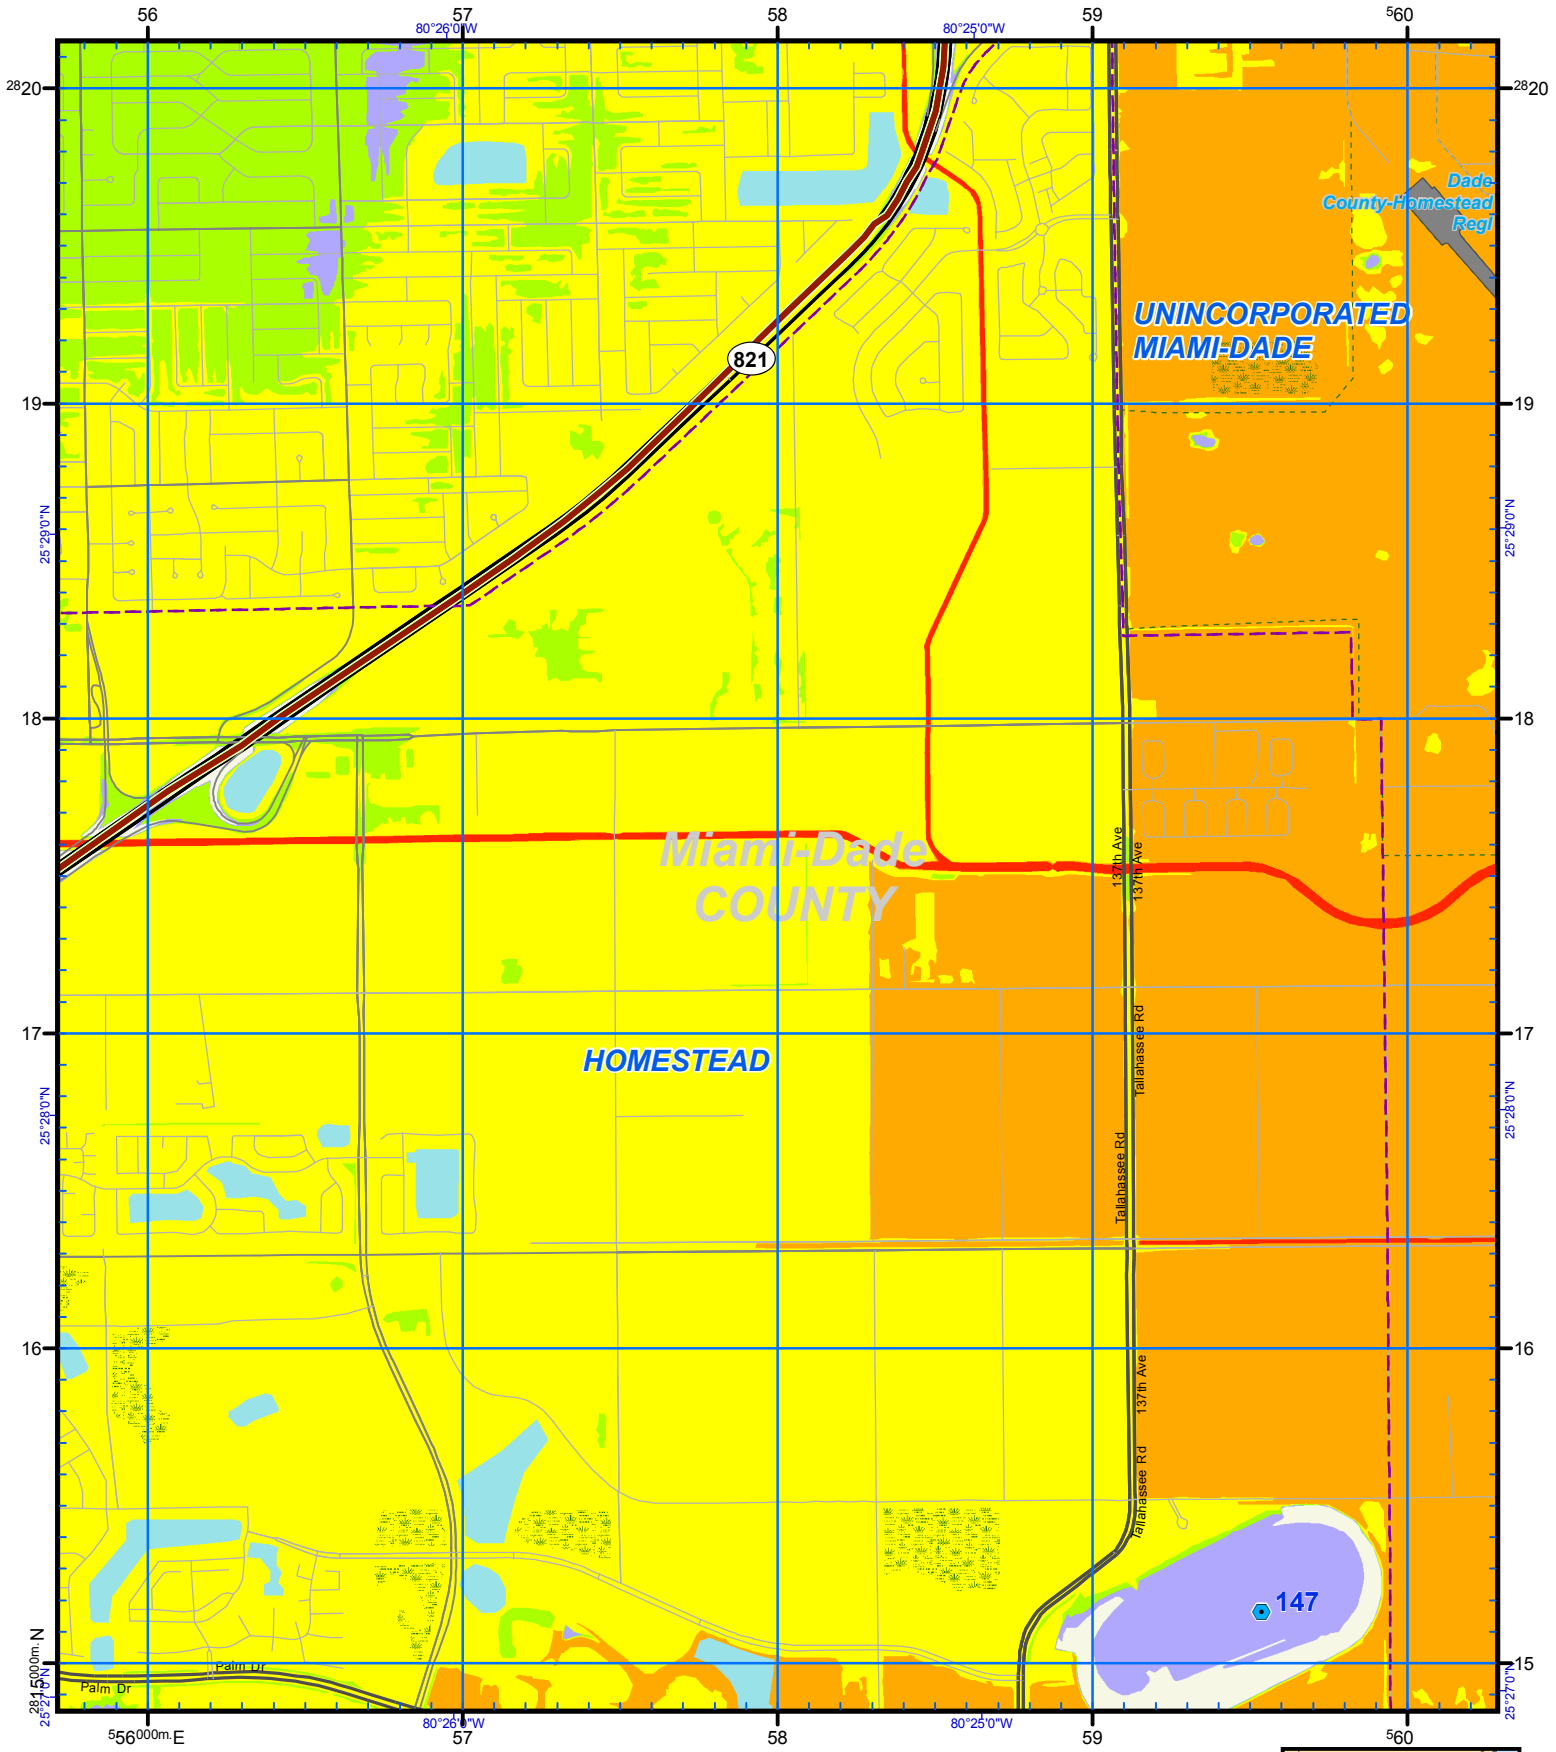 56 57 58 59 ⁵60
80°26'0"W 80°25'0"W
²⁸20 ²⁸20
Dade
County-Homestead
Regl
UNINCORPORATED
MIAMI-DADE
821
19 19
25°29'0"N 25°29'0"N
18 18
Miami-Dade
COUNTY
137th Ave
137th Ave
17 17
Tallahassee Rd
HOMESTEAD
25°28'0"N 25°28'0"N
Tallahassee Rd
16 16
137th Ave
Tallahassee Rd
147
Palm Dr
Palm Dr
15
²⁸15000m. N
25°27'0"N 25°27'0"N
80°26'0"W 80°25'0"W
⁵56000m. E 57 58 59 ⁵60